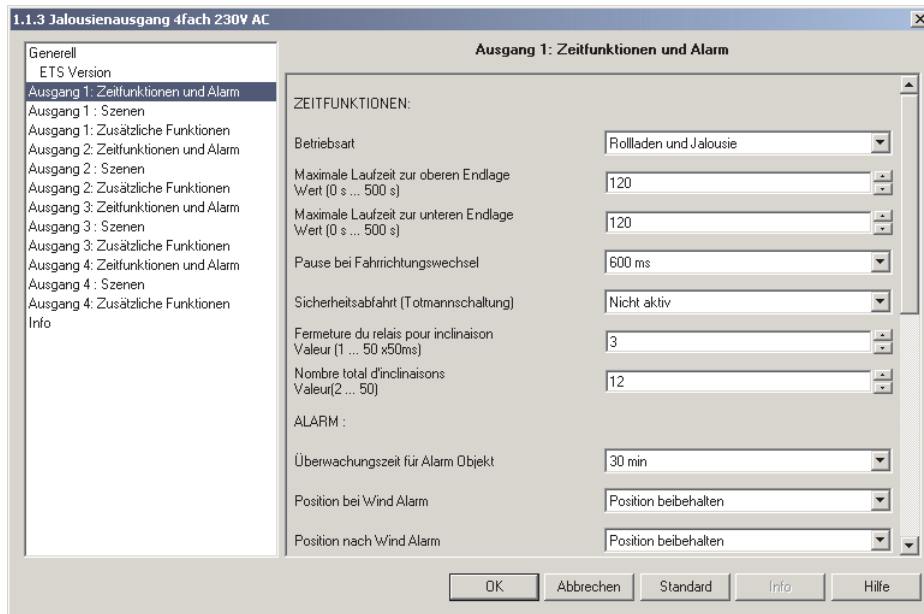 1.1.3 Jalousienausgang 4fach 230V AC
Generell
ETS Version
Ausgang 1: Zeitfunktionen und Alarm
Ausgang 1 : Szenen
Ausgang 1: Zusätzliche Funktionen
Ausgang 2: Zeitfunktionen und Alarm
Ausgang 2 : Szenen
Ausgang 2: Zusätzliche Funktionen
Ausgang 3: Zeitfunktionen und Alarm
Ausgang 3 : Szenen
Ausgang 3: Zusätzliche Funktionen
Ausgang 4: Zeitfunktionen und Alarm
Ausgang 4 : Szenen
Ausgang 4: Zusätzliche Funktionen
Info
Ausgang 1: Zeitfunktionen und Alarm
ZEITFUNKTIONEN:
Betriebsart
Rollladen und Jalousie
Maximale Laufzeit zur oberen Endlage
Wert (0 s ... 500 s)
120
Maximale Laufzeit zur unteren Endlage
Wert (0 s ... 500 s)
120
Pause bei Fahrrichtungswechsel
600 ms
Sicherheitsabfahrt (Totmannschaltung)
Nicht aktiv
Fermeture du relais pour inclinaison
Valeur (1 ... 50 x50ms)
3
Nombre total d'inclinaisons
Valeur(2 ... 50)
12
ALARM :
Überwachungszeit für Alarm Objekt
30 min
Position bei Wind Alarm
Position beibehalten
Position nach Wind Alarm
Position beibehalten
OK
Abbrechen
Standard
Info
Hilfe